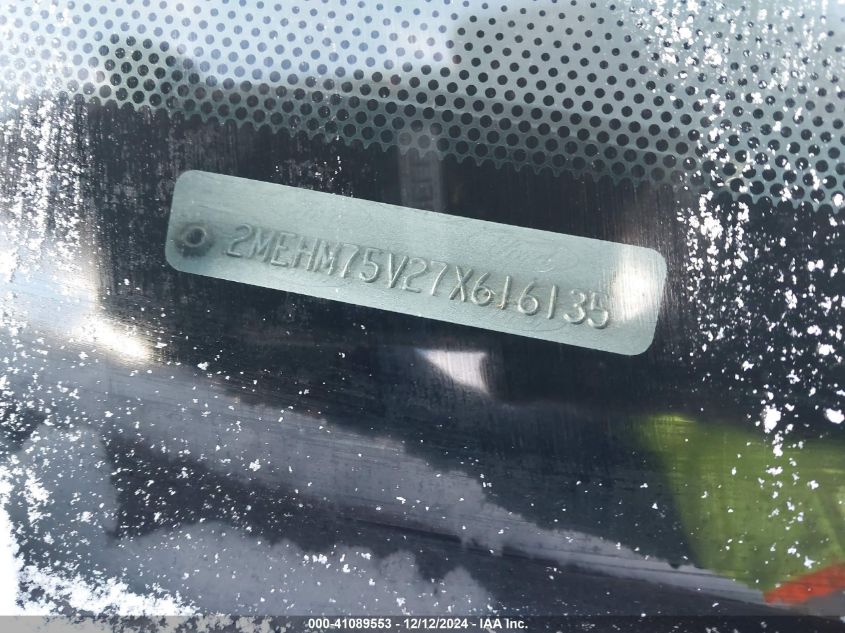 2MEHM75V27X616135
000-41089553 - 12/12/2024 - IAA Inc.